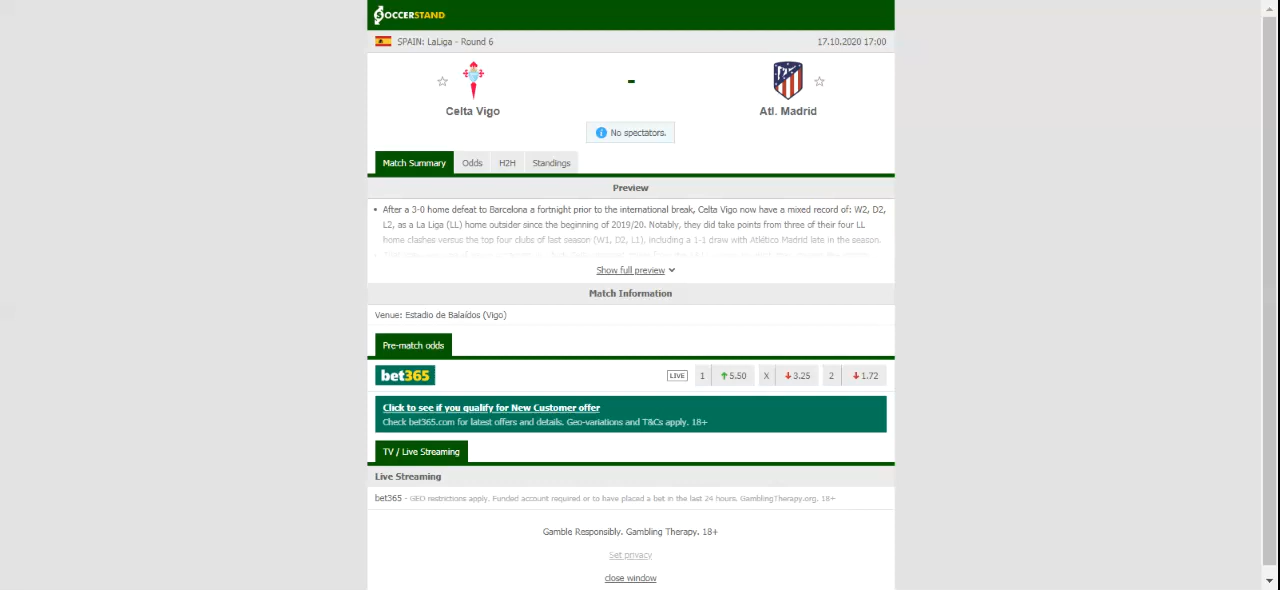 SOCCERSTAND
SPAIN: LaLiga - Round 6
17.10.2020 17:00
-
Celta Vigo
Atl. Madrid
No spectators.
Match Summary
Odds
H2H
Standings
Preview
• After a 3-0 home defeat to Barcelona a fortnight prior to the international break, Celta Vigo now have a mixed record of: W2, D2,
L2, as a La Liga (LL) home outsider since the beginning of 2019/20. Notably, they did take points from three of their four LL
home clashes versus the top four clubs of last season (W1, D2, L1), including a 1-1 draw with Atlético Madrid late in the season.
Show full preview
Match Information
Venue: Estadio de Balaídos (Vigo)
Pre-match odds
bet365
LIVE
1 5.50
X 3.25
2 1.72
Click to see if you qualify for New Customer offer
Check bet365.com for latest offers and details. Geo-variations and T&Cs apply. 18+
TV / Live Streaming
Live Streaming
bet365 - GEO restrictions apply. Funded account required or to have placed a bet in the last 24 hours. GamblingTherapy.org. 18+
Gamble Responsibly. Gambling Therapy. 18+
Set privacy
close window